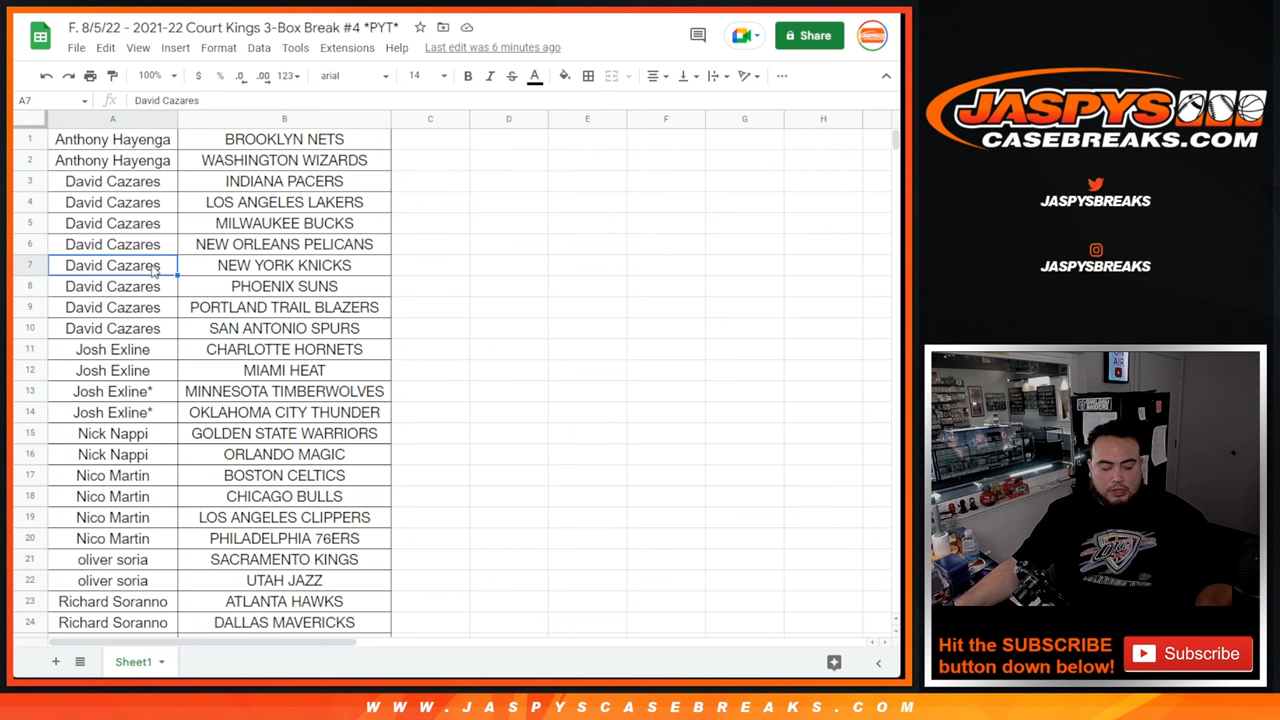 F. 8/5/22 - 2021-22 Court Kings 3-Box Break #4 *PYT*
Share
File Edit View Insert Format Data Tools Extensions Help Last edit was 6 minutes ago
100% $ % .0 .00 123 arial 14 B I S A
A7 fx David Cazares
A B C D E F G H
1 Anthony Hayenga BROOKLYN NETS
2 Anthony Hayenga WASHINGTON WIZARDS
3 David Cazares INDIANA PACERS
4 David Cazares LOS ANGELES LAKERS
5 David Cazares MILWAUKEE BUCKS
6 David Cazares NEW ORLEANS PELICANS
7 David Cazares NEW YORK KNICKS
8 David Cazares PHOENIX SUNS
9 David Cazares PORTLAND TRAIL BLAZERS
10 David Cazares SAN ANTONIO SPURS
11 Josh Exline CHARLOTTE HORNETS
12 Josh Exline MIAMI HEAT
13 Josh Exline* MINNESOTA TIMBERWOLVES
14 Josh Exline* OKLAHOMA CITY THUNDER
15 Nick Nappi GOLDEN STATE WARRIORS
16 Nick Nappi ORLANDO MAGIC
17 Nico Martin BOSTON CELTICS
18 Nico Martin CHICAGO BULLS
19 Nico Martin LOS ANGELES CLIPPERS
20 Nico Martin PHILADELPHIA 76ERS
21 oliver soria SACRAMENTO KINGS
22 oliver soria UTAH JAZZ
23 Richard Soranno ATLANTA HAWKS
24 Richard Soranno DALLAS MAVERICKS
Sheet1
JASPYS
CASEBREAKS.COM
JASPYSBREAKS
JASPYSBREAKS
ON
AIR
OKC
Hit the SUBSCRIBE
button down below!
Subscribe
WWW.JASPYSCASEBREAKS.COM